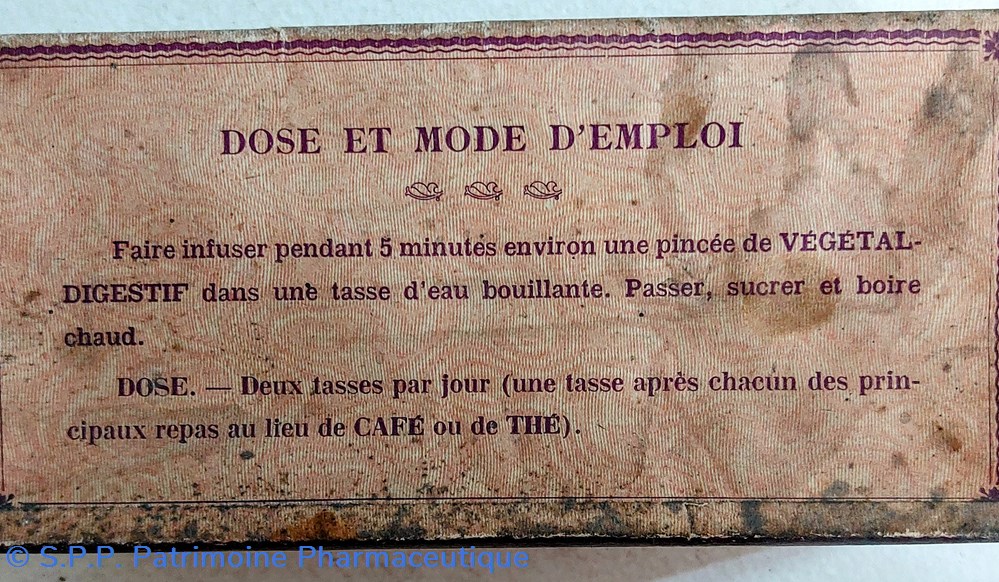 DOSE ET MODE D'EMPLOI
Faire infuser pendant 5 minutes environ une pincée de VÉGÉTAL-
DIGESTIF dans une tasse d'eau bouillante. Passer, sucrer et boire
chaud.
DOSE. — Deux tasses par jour (une tasse après chacun des prin-
cipaux repas au lieu de CAFÉ ou de THÉ).
© S.P.P. Patrimoine Pharmaceutique